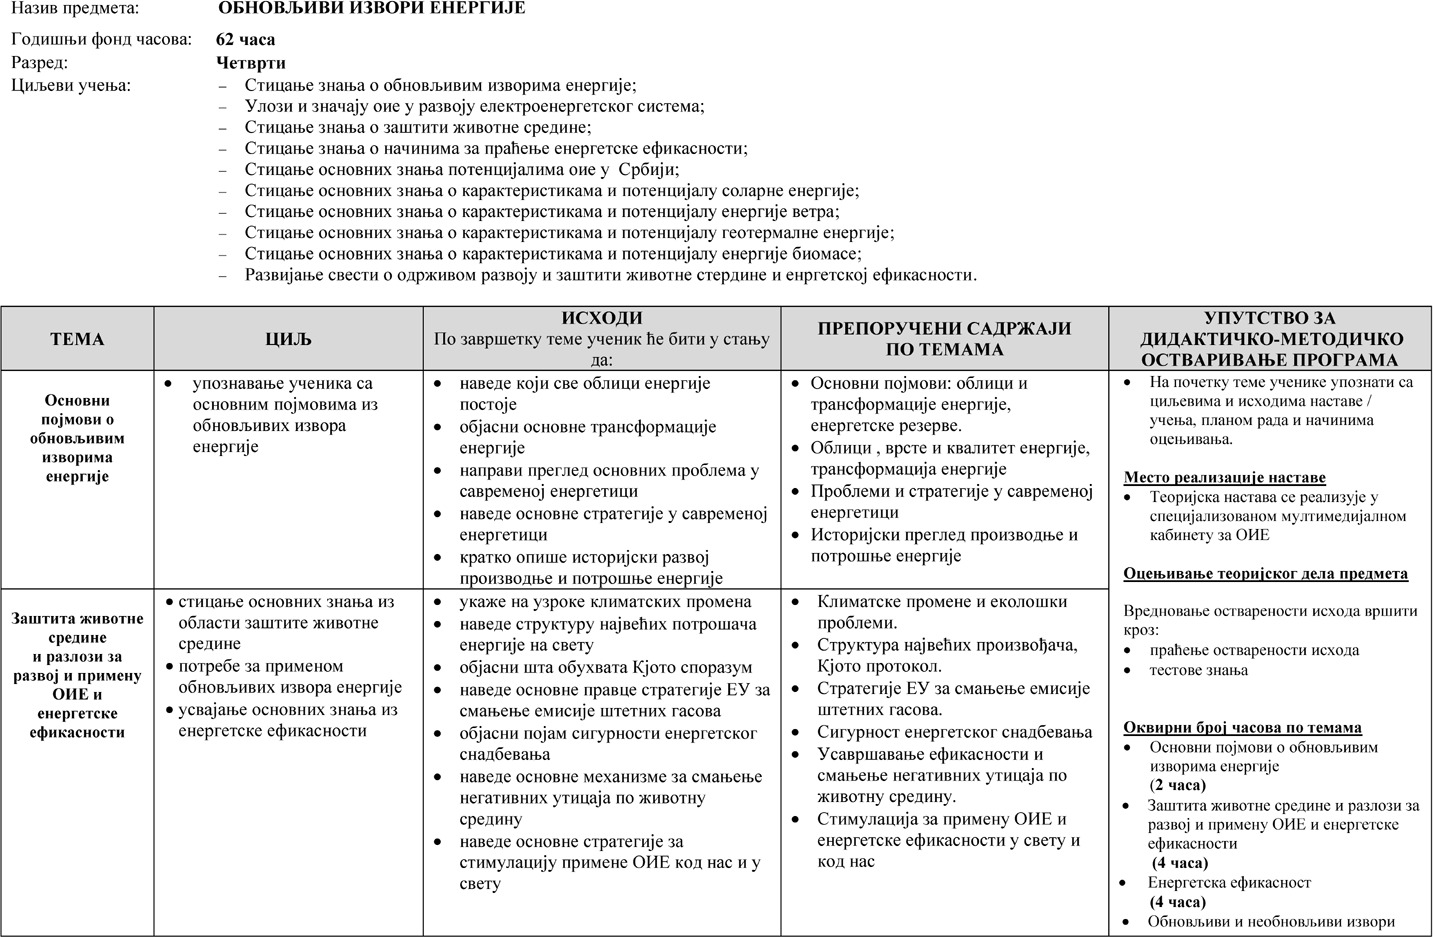 Назив предмета: ОБНОВЉИВИ ИЗВОРИ ЕНЕРГИЈЕ
Годишњи фонд часова: 62 часа
Разред: Четврти
Циљеви учења: – Стицање знања о обновљивим изворима енергије;
– Улози и значају оие у развоју електроенергетског система;
– Стицање знања о заштити животне средине;
– Стицање знања о начинима за праћење енергетске ефикасности;
– Стицање основних знања потенцијалима оие у Србији;
– Стицање основних знања о карактеристикама и потенцијалу соларне енергије;
– Стицање основних знања о карактеристикама и потенцијалу енергије ветра;
– Стицање основних знања о карактеристикама и потенцијалу геотермалне енергије;
– Стицање основних знања о карактеристикама и потенцијалу енергије биомасе;
– Развијање свести о одрживом развоју и заштити животне стердине и енргетској ефикасности.
ТЕМА
ЦИЉ
ИСХОДИ
По завршетку теме ученик ће бити у стању
да:
ПРЕПОРУЧЕНИ САДРЖАЈИ
ПО ТЕМАМА
УПУТСТВО ЗА
ДИДАКТИЧКО-МЕТОДИЧКО
ОСТВАРИВАЊЕ ПРОГРАМА
Основни
појмови о
обновљивим
изворима
енергије
• упознавање ученика са
основним појмовима из
обновљивих извора
енергије
• наведе који све облици енергије
постоје
• објасни основне трансформације
енергије
• направи преглед основних проблема у
савременој енергетици
• наведе основне стратегије у савременој
енергетици
• кратко опише историјски развој
производње и потрошње енергије
• Основни појмови: облици и
трансформације енергије,
енергетске резерве.
• Облици , врсте и квалитет енергије,
трансформација енергије
• Проблеми и стратегије у савременој
енергетици
• Историјски преглед производње и
потрошње енергије
• На почетку теме ученике упознати са
циљевима и исходима наставе /
учења, планом рада и начинима
оцењивања.
Место реализације наставе
• Теоријска настава се реализује у
специјализованом мултимедијалном
кабинету за ОИЕ
Оцењивање теоријског дела предмета
Вредновање остварености исхода вршити
кроз:
• праћење остварености исхода
• тестове знања
Оквирни број часова по темама
• Основни појмови о обновљивим
изворима енергије
(2 часа)
• Заштита животне средине и разлози за
развој и примену ОИЕ и енергетске
ефикасности
(4 часа)
• Енергетска ефикасност
(4 часа)
• Обновљиви и необновљиви извори
Заштита животне
средине
и разлози за
развој и примену
ОИЕ и
енергетске
ефикасности
• стицање основних знања из
области заштите животне
средине
• потребе за применом
обновљивих извора енергије
• усвајање основних знања из
енергетске ефикасности
• укаже на узроке климатских промена
• наведе структуру највећих потрошача
енергије на свету
• објасни шта обухвата Кјото споразум
• наведе основне правце стратегије ЕУ за
смањење емисије штетних гасова
• објасни појам сигурности енергетског
снадбевања
• наведе основне механизме за смањење
негативних утицаја по животну
средину
• наведе основне стратегије за
стимулацију примене ОИЕ код нас и у
свету
• Климатске промене и еколошки
проблеми.
• Структура највећих произвођача,
Кјото протокол.
• Стратегије ЕУ за смањење емисије
штетних гасова.
• Сигурност енергетског снадбевања
• Усавршавање ефикасности и
смањење негативних утицаја по
животну средину.
• Стимулација за примену ОИЕ и
енергетске ефикасности у свету и
код нас